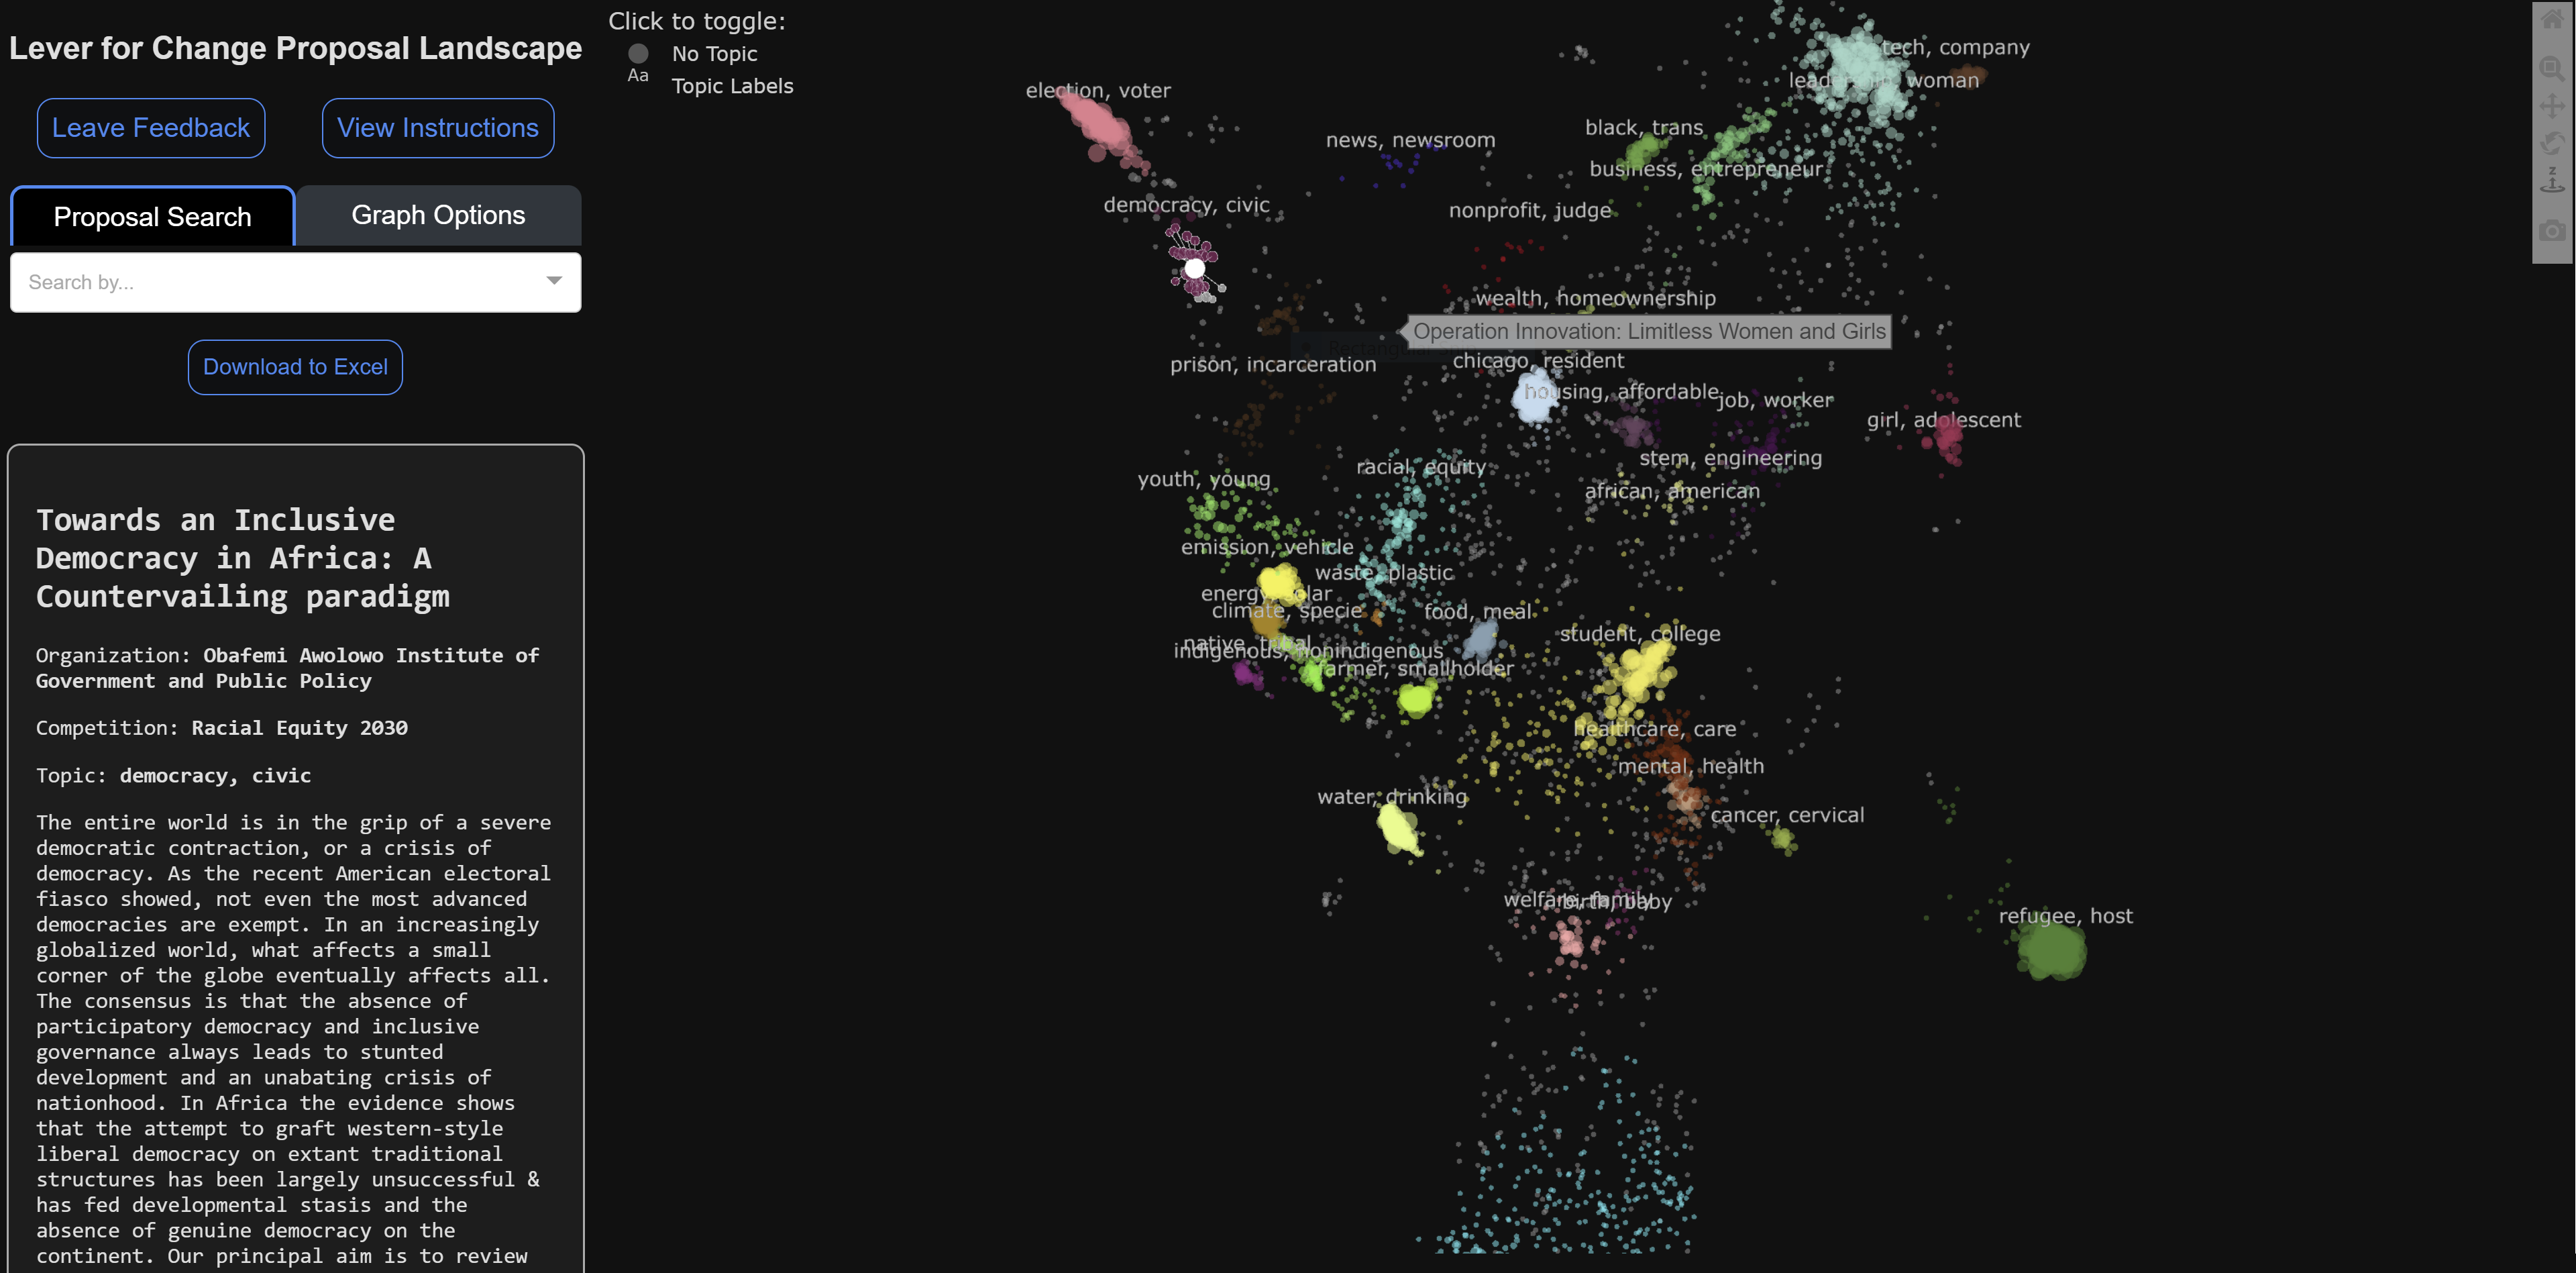 Lever for Change Proposal Landscape
Leave Feedback
View Instructions
Proposal Search
Graph Options
Search by...
Download to Excel
Towards an Inclusive
Democracy in Africa: A
Countervailing paradigm
Organization: Obafemi Awolowo Institute of
Government and Public Policy
Competition: Racial Equity 2030
Topic: democracy, civic
The entire world is in the grip of a severe
democratic contraction, or a crisis of
democracy. As the recent American electoral
fiasco showed, not even the most advanced
democracies are exempt. In an increasingly
globalized world, what affects a small
corner of the globe eventually affects all.
The consensus is that the absence of
participatory democracy and inclusive
governance always leads to stunted
development and an unabating crisis of
nationhood. In Africa the evidence shows
that the attempt to graft western-style
liberal democracy on extant traditional
structures has been largely unsuccessful &
has fed developmental stasis and the
absence of genuine democracy on the
continent. Our principal aim is to review
Click to toggle:
No Topic
Aa
Topic Labels
tech, company
leadership, woman
election, voter
black, trans
news, newsroom
business, entrepreneur
democracy, civic
nonprofit, judge
wealth, homeownership
Operation Innovation: Limitless Women and Girls
prison, incarceration
chicago, resident
housing, affordable
job, worker
girl, adolescent
stem, engineering
racial, equity
youth, young
african, american
emission, vehicle
waste, plastic
energy, solar
climate, specie
food, meal
student, college
native, tribal
indigenous, nonindigenous
farmer, smallholder
healthcare, care
mental, health
water, drinking
cancer, cervical
welfare, family
birth, baby
refugee, host
Z